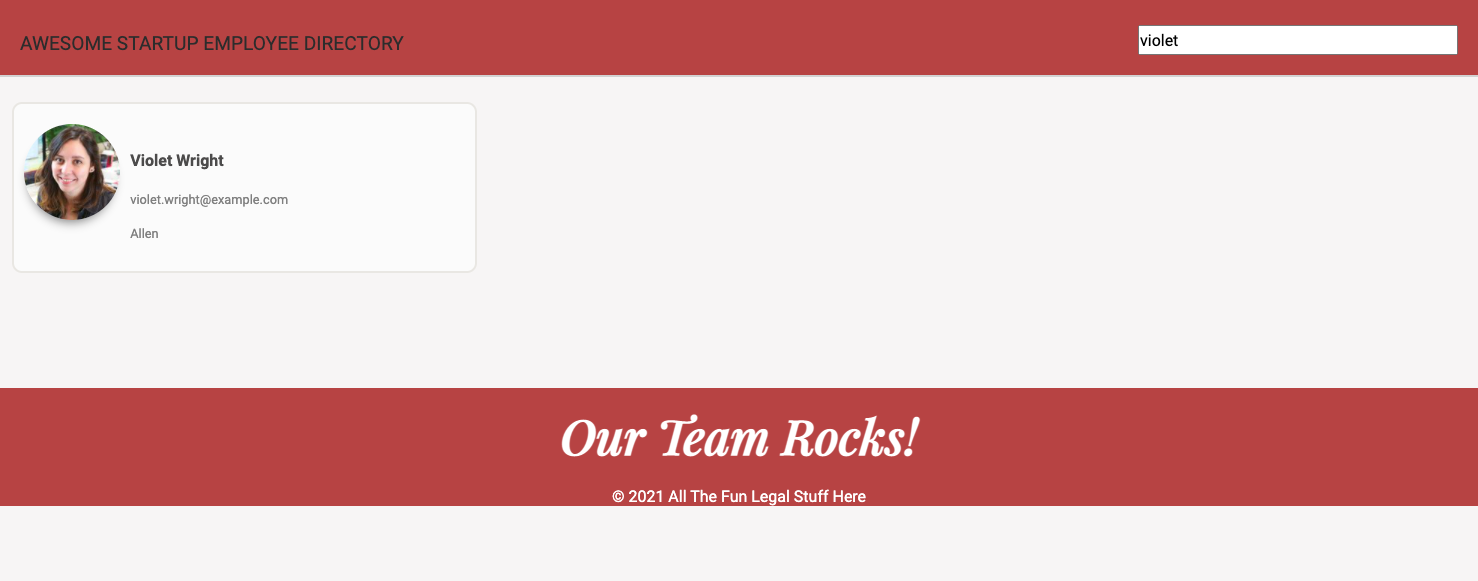 AWESOME STARTUP EMPLOYEE DIRECTORY
violet
Violet Wright
violet.wright@example.com
Allen
Our Team Rocks!
© 2021 All The Fun Legal Stuff Here